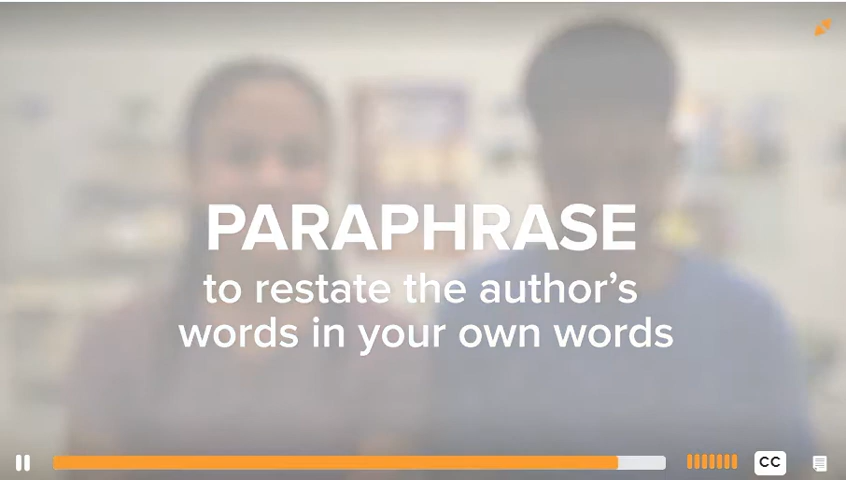 PARAPHRASE
to restate the author’s
words in your own words
CC